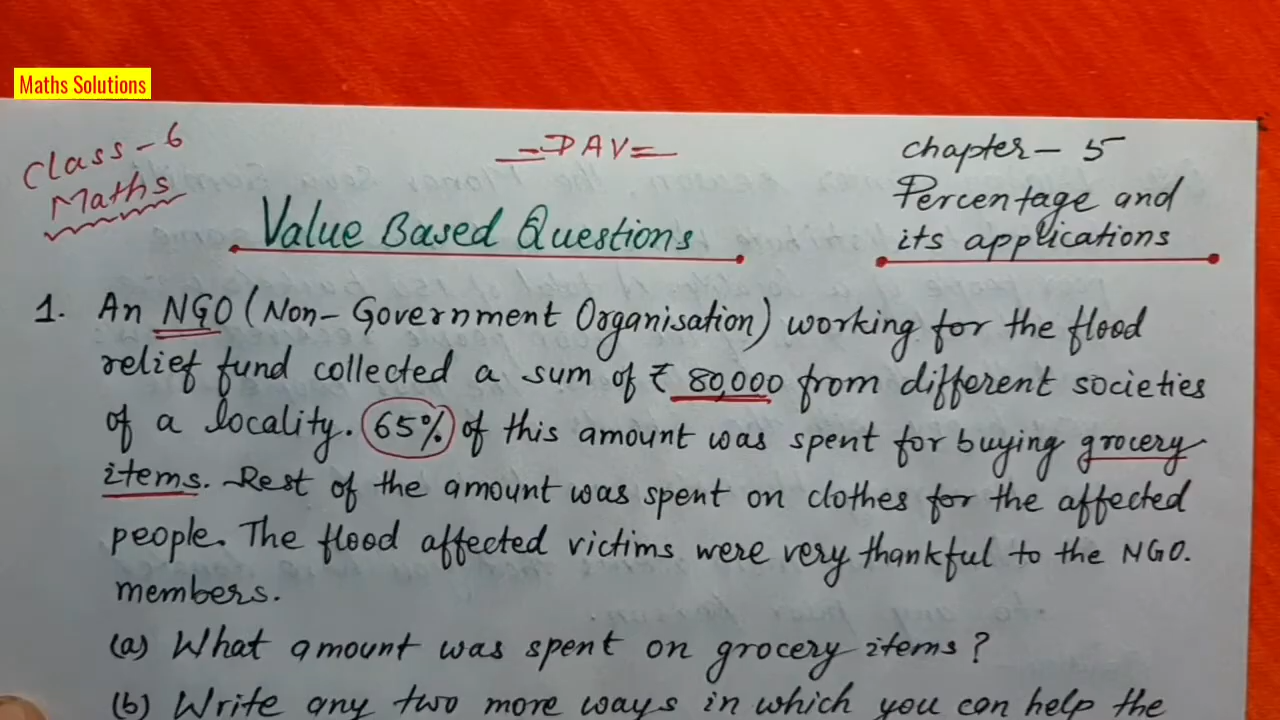 Maths Solutions
Class-6
Maths
=DAV=
Chapter- 5
Percentage and
its applications
Value Based Questions
1. An NGO (Non-Government Organisation) working for the flood
relief fund collected a sum of ₹ 80,000 from different societies
of a locality. 65% of this amount was spent for buying grocery
items. Rest of the amount was spent on clothes for the affected
people. The flood affected victims were very thankful to the NGO.
members.
(a) What amount was spent on grocery items?
(b) Write any two more ways in which you can help the